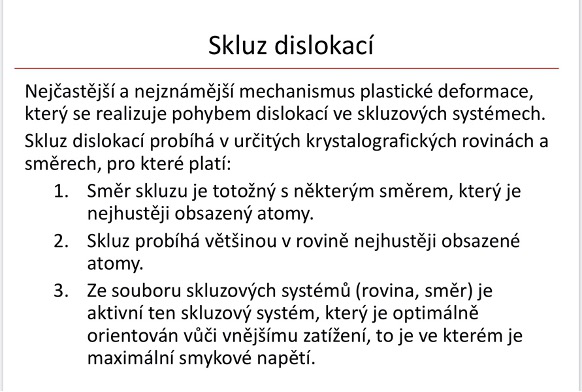 Skluz dislokací
Nejčastější a nejznámější mechanismus plastické deformace,
který se realizuje pohybem dislokací ve skluzových systémech.
Skluz dislokací probíhá v určitých krystalografických rovinách a
směrech, pro které platí:
1. Směr skluzu je totožný s některým směrem, který je
nejhustěji obsazený atomy.
2. Skluz probíhá většinou v rovině nejhustěji obsazené
atomy.
3. Ze souboru skluzových systémů (rovina, směr) je
aktivní ten skluzový systém, který je optimálně
orientován vůči vnějšímu zatížení, to je ve kterém je
maximální smykové napětí.